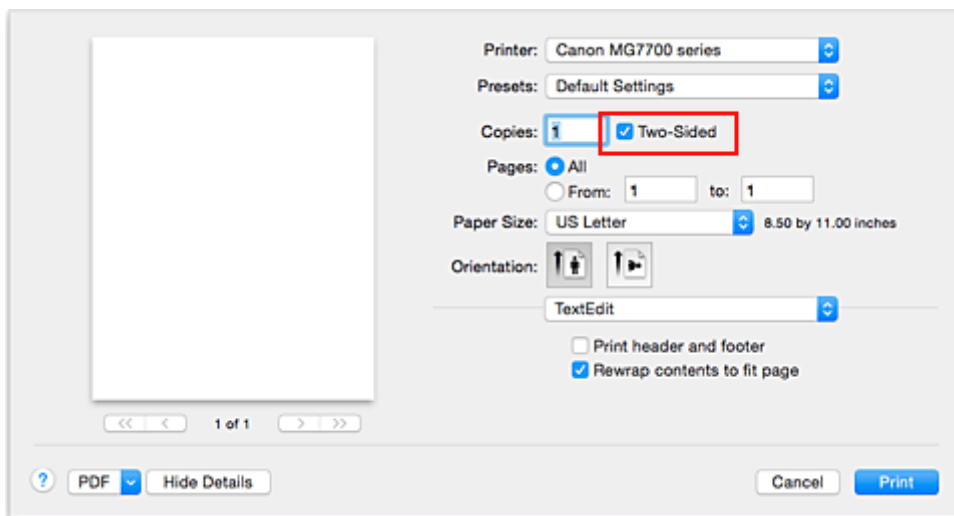 Printer: Canon MG7700 series
Presets: Default Settings
Copies: 1 Two-Sided
Pages: All
From: 1 to: 1
Paper Size: US Letter 8.50 by 11.00 inches
Orientation:
TextEdit
Print header and footer
Rewrap contents to fit page
<< < 1 of 1 > >>
? PDF Hide Details Cancel Print